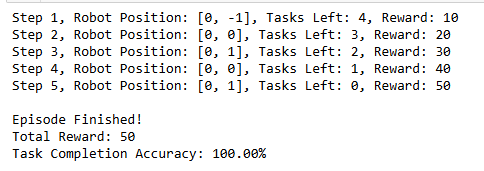 Step 1, Robot Position: [0, -1], Tasks Left: 4, Reward: 10
Step 2, Robot Position: [0, 0], Tasks Left: 3, Reward: 20
Step 3, Robot Position: [0, 1], Tasks Left: 2, Reward: 30
Step 4, Robot Position: [0, 0], Tasks Left: 1, Reward: 40
Step 5, Robot Position: [0, 1], Tasks Left: 0, Reward: 50
Episode Finished!
Total Reward: 50
Task Completion Accuracy: 100.00%